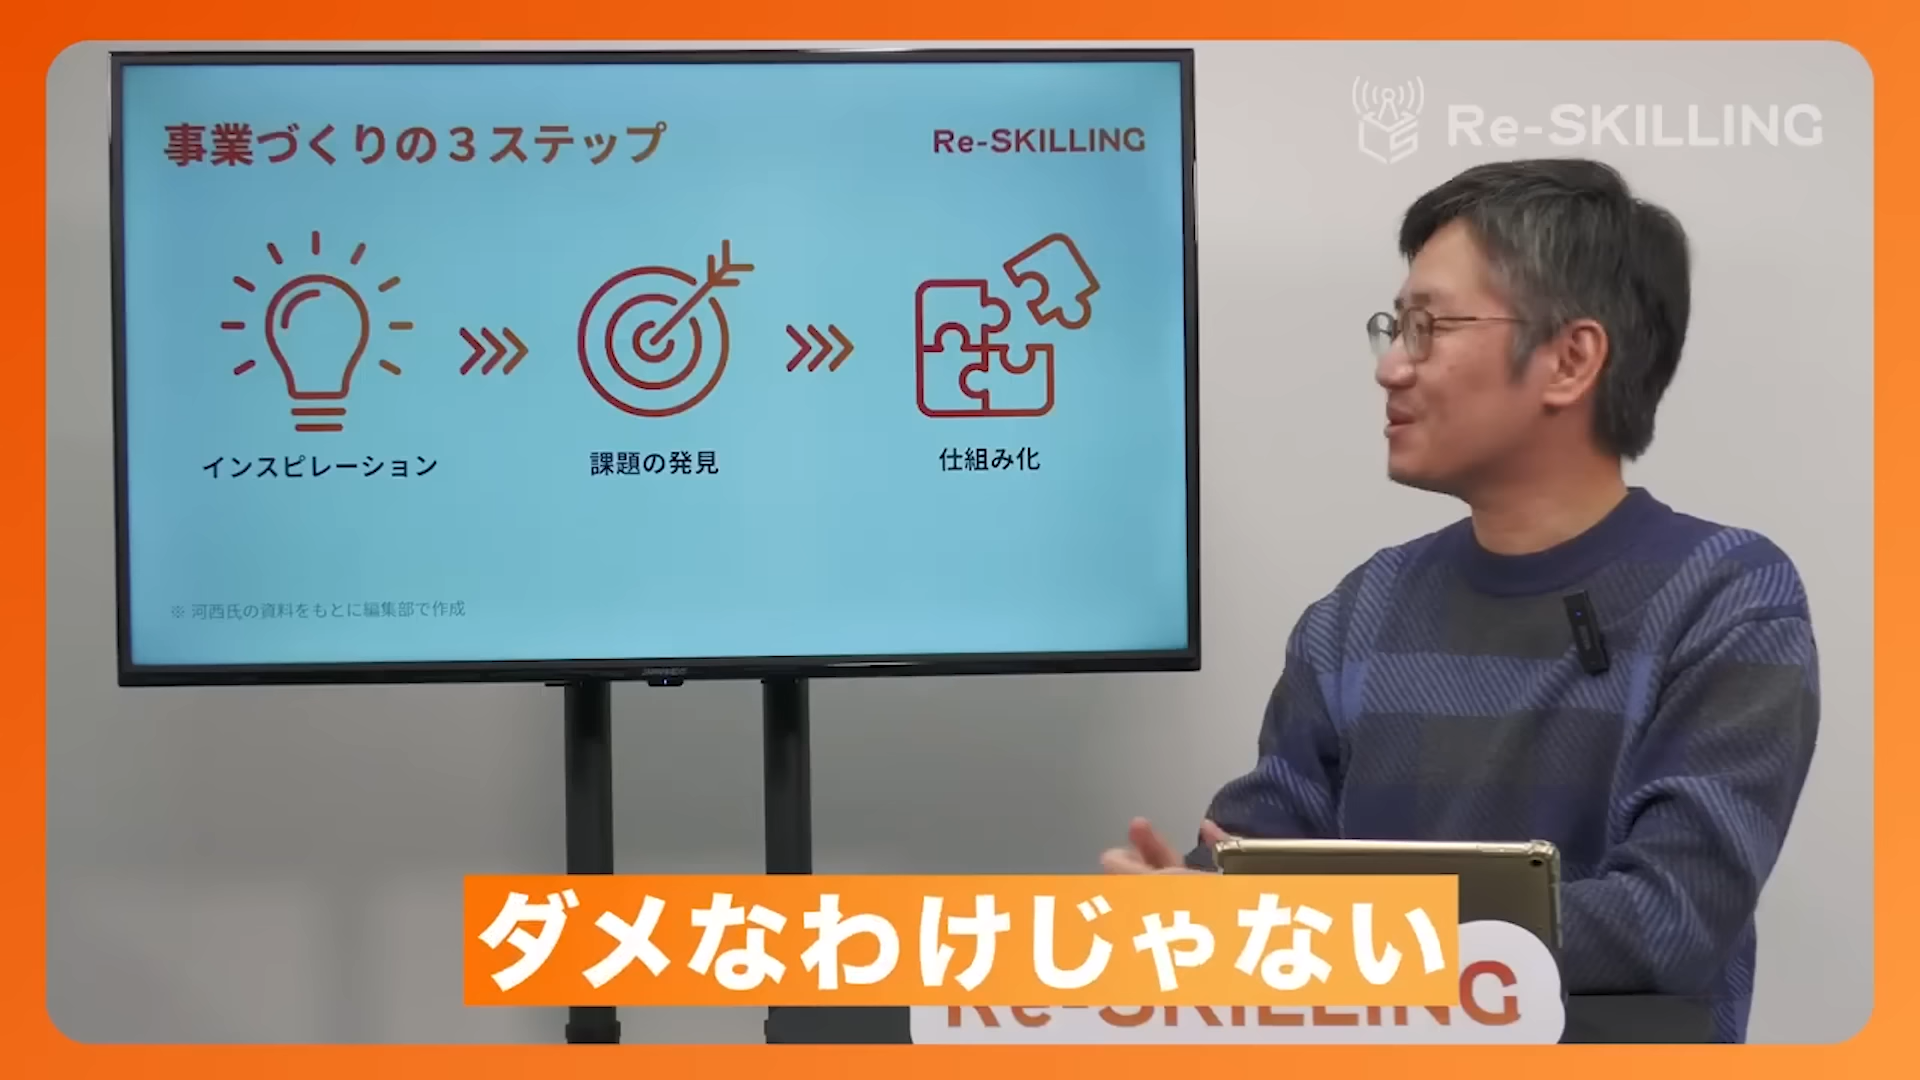 事業づくりの3ステップ
Re-SKILLING
Re-SKILLING
インスピレーション
課題の発見
仕組み化
※ 河西氏の資料をもとに編集部で作成
ダメなわけじゃない
Re-SKILLING